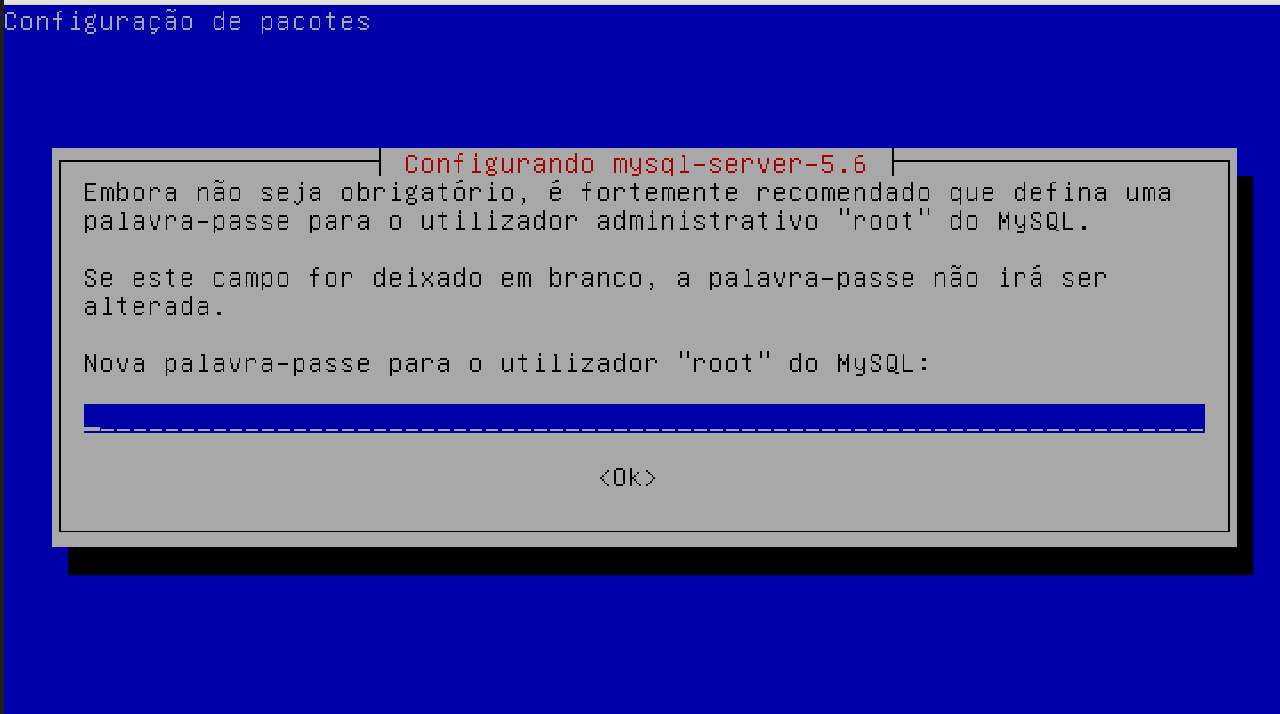 Configuração de pacotes
Configurando mysql-server-5.6
Embora não seja obrigatório, é fortemente recomendado que defina uma
palavra-passe para o utilizador administrativo "root" do MySQL.
Se este campo for deixado em branco, a palavra-passe não irá ser
alterada.
Nova palavra-passe para o utilizador "root" do MySQL:
<Ok>